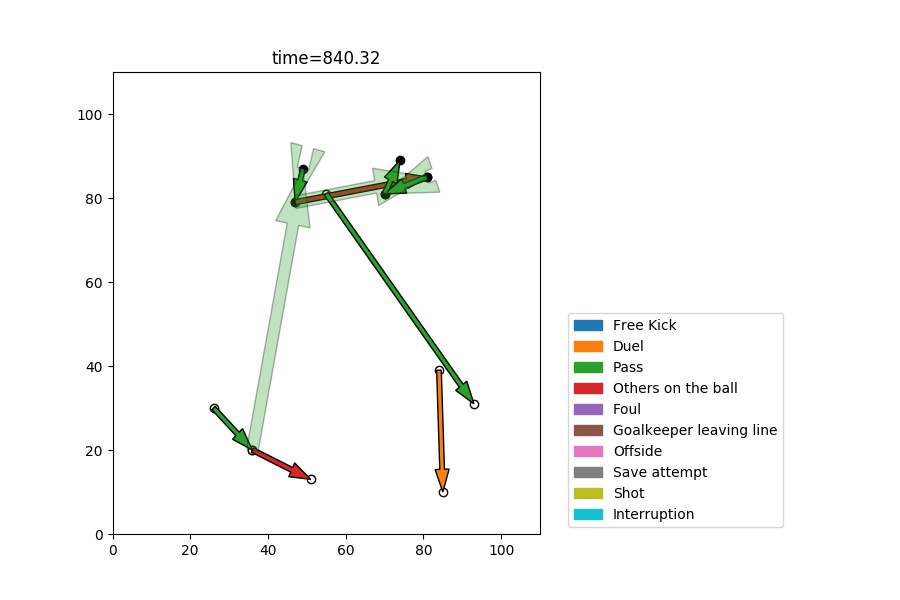 time=840.32
100
80
60
40
20
0
0 20 40 60 80 100
Free Kick
Duel
Pass
Others on the ball
Foul
Goalkeeper leaving line
Offside
Save attempt
Shot
Interruption